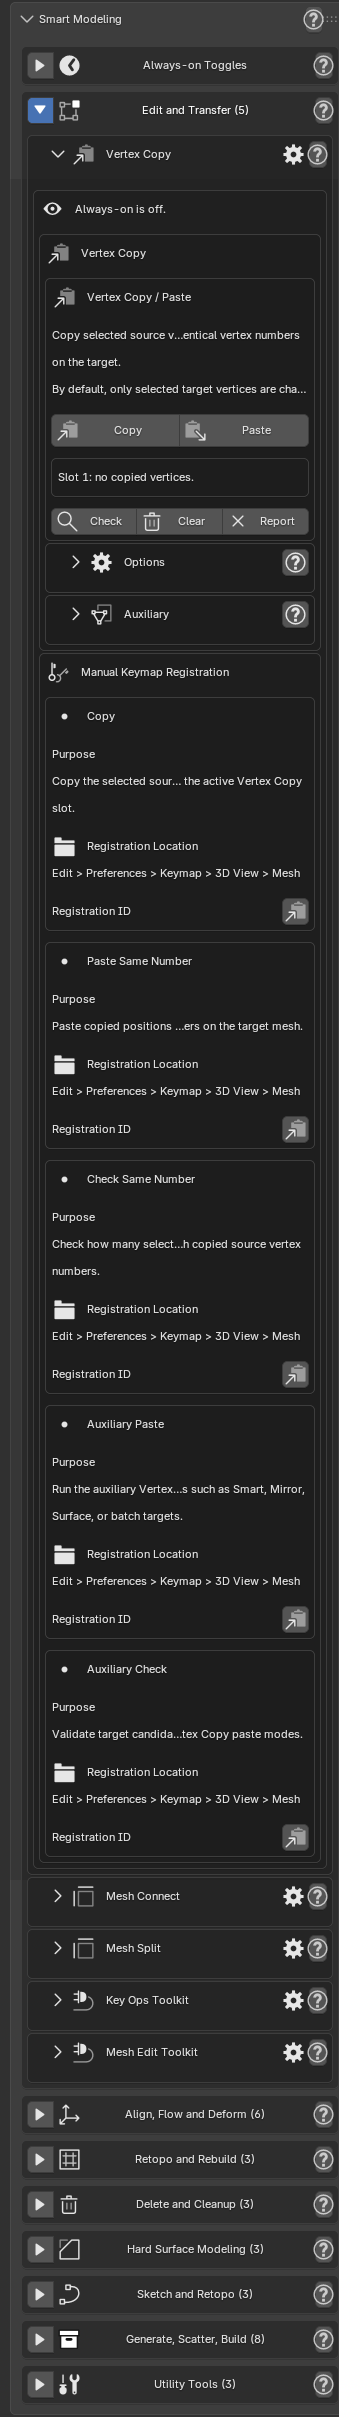 Smart Modeling
Always-on Toggles
Edit and Transfer (5)
Vertex Copy
Always-on is off.
Vertex Copy
Vertex Copy / Paste
Copy selected source v...entical vertex numbers
on the target.
By default, only selected target vertices are cha...
Copy Paste
Slot 1: no copied vertices.
Check Clear Report
Options
Auxiliary
Manual Keymap Registration
Copy
Purpose
Copy the selected sour... the active Vertex Copy
slot.
Registration Location
Edit > Preferences > Keymap > 3D View > Mesh
Registration ID
Paste Same Number
Purpose
Paste copied positions ...ers on the target mesh.
Registration Location
Edit > Preferences > Keymap > 3D View > Mesh
Registration ID
Check Same Number
Purpose
Check how many select...h copied source vertex
numbers.
Registration Location
Edit > Preferences > Keymap > 3D View > Mesh
Registration ID
Auxiliary Paste
Purpose
Run the auxiliary Vertex...s such as Smart, Mirror,
Surface, or batch targets.
Registration Location
Edit > Preferences > Keymap > 3D View > Mesh
Registration ID
Auxiliary Check
Purpose
Validate target candida...tex Copy paste modes.
Registration Location
Edit > Preferences > Keymap > 3D View > Mesh
Registration ID
Mesh Connect
Mesh Split
Key Ops Toolkit
Mesh Edit Toolkit
Align, Flow and Deform (6)
Retopo and Rebuild (3)
Delete and Cleanup (3)
Hard Surface Modeling (3)
Sketch and Retopo (3)
Generate, Scatter, Build (8)
Utility Tools (3)